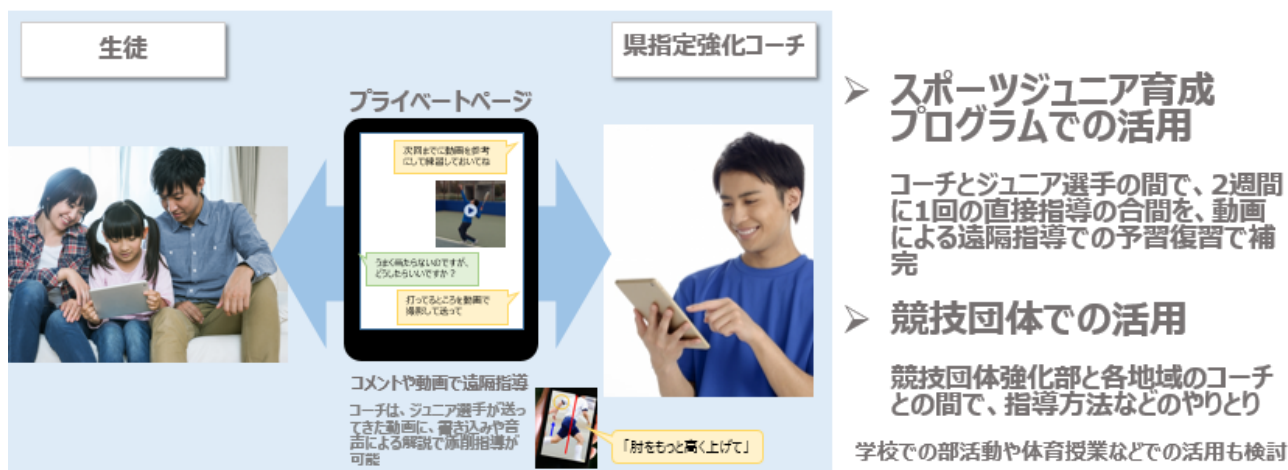 生徒
県指定強化コーチ
プライベートページ
次回までに動画を参考
にして練習しておいてね
うまく当たらないのですが、
どうしたらいいですか？
打ってるところを動画で
撮影して送って
コメントや動画で遠隔指導
コーチは、ジュニア選手が送っ
てきた動画に、書き込みや音
声による解説で添削指導が
可能
「肘をもっと高く上げて」
➢ スポーツジュニア育成
プログラムでの活用
コーチとジュニア選手の間で、2週間
に1回の直接指導の合間を、動画
による遠隔指導での予習復習で補
完
➢ 競技団体での活用
競技団体強化部と各地域のコーチ
との間で、指導方法などのやりとり
学校での部活動や体育授業などでの活用も検討